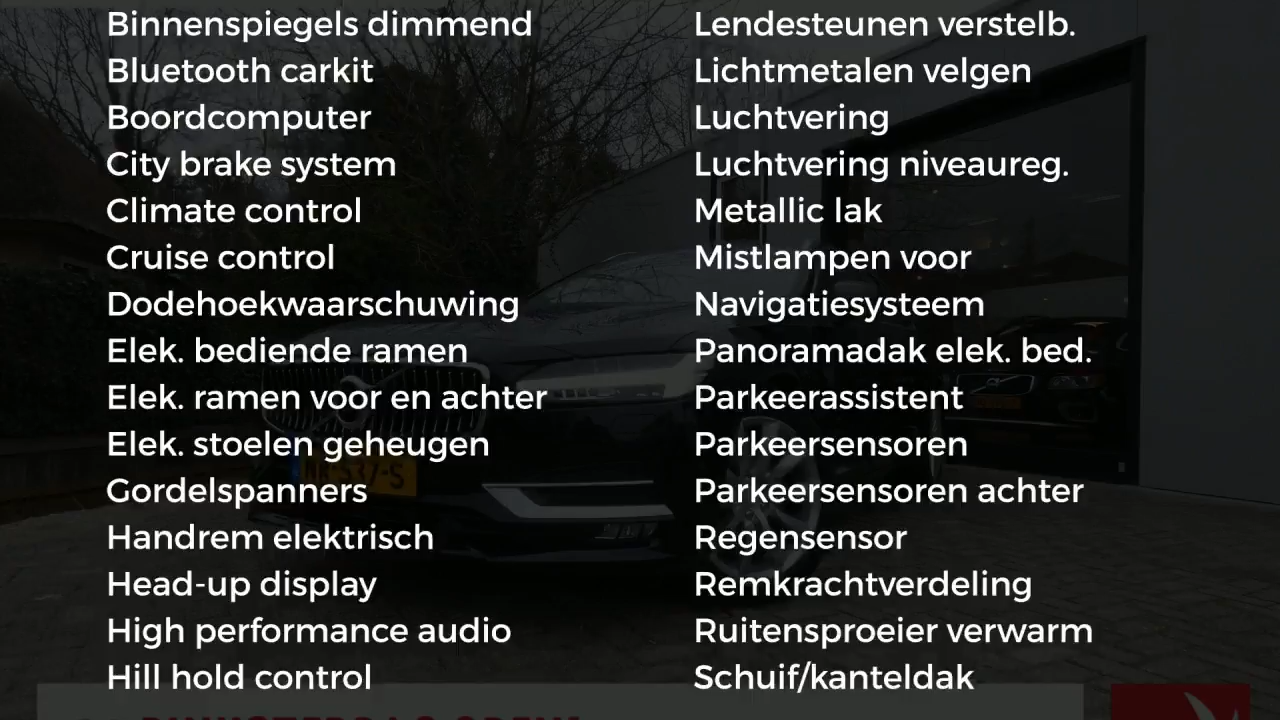 Binnenspiegels dimmend
Bluetooth carkit
Boordcomputer
City brake system
Climate control
Cruise control
Dodehoekwaarschuwing
Elek. bediende ramen
Elek. ramen voor en achter
Elek. stoelen geheugen
Gordelspanners
Handrem elektrisch
Head-up display
High performance audio
Hill hold control
Lendesteunen verstelb.
Lichtmetalen velgen
Luchtvering
Luchtvering niveaureg.
Metallic lak
Mistlampen voor
Navigatiesysteem
Panoramadak elek. bed.
Parkeerassistent
Parkeersensoren
Parkeersensoren achter
Regensensor
Remkrachtverdeling
Ruitensproeier verwarm
Schuif/kanteldak